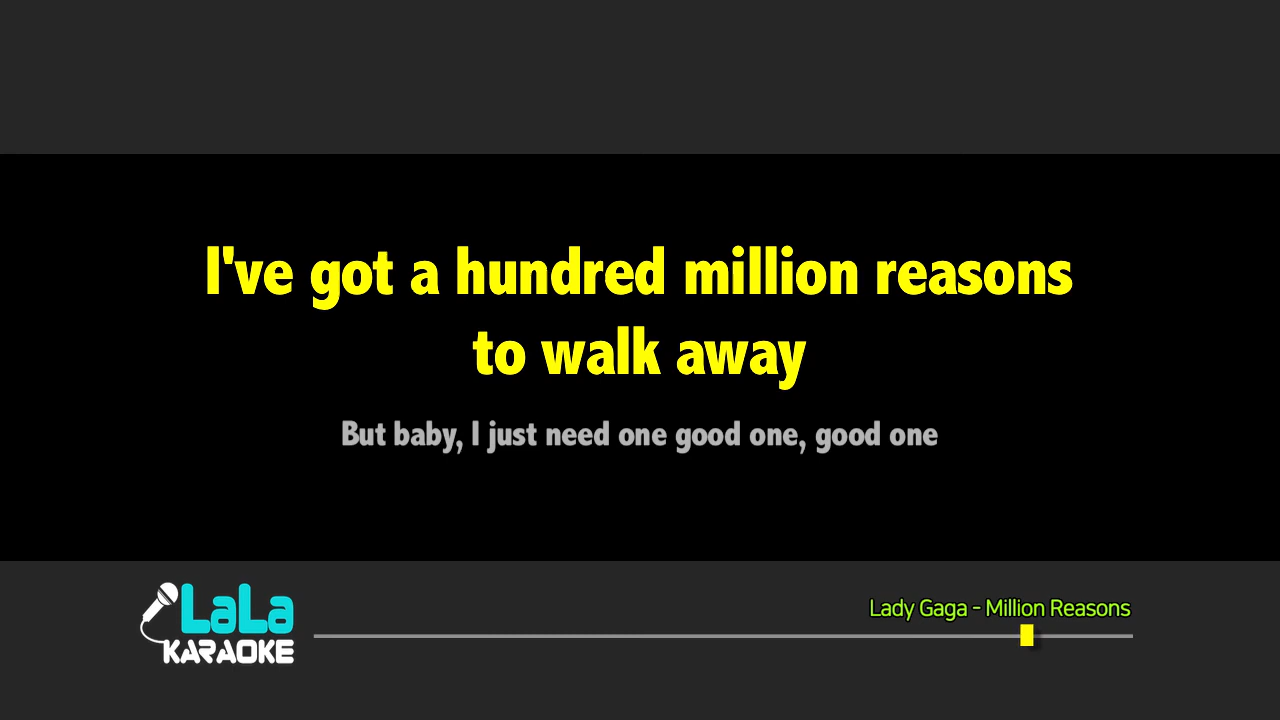 I've got a hundred million reasons
to walk away
But baby, I just need one good one, good one
LaLa
KARAOKE
Lady Gaga - Million Reasons